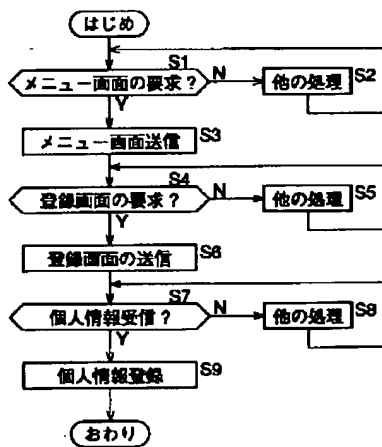 はじめ
S1
メニュー画面の要求?
N
S2
他の処理
Y
S3
メニュー画面送信
S4
登録画面の要求?
N
S5
他の処理
Y
S6
登録画面の送信
S7
個人情報受信?
N
S8
他の処理
Y
S9
個人情報登録
おわり